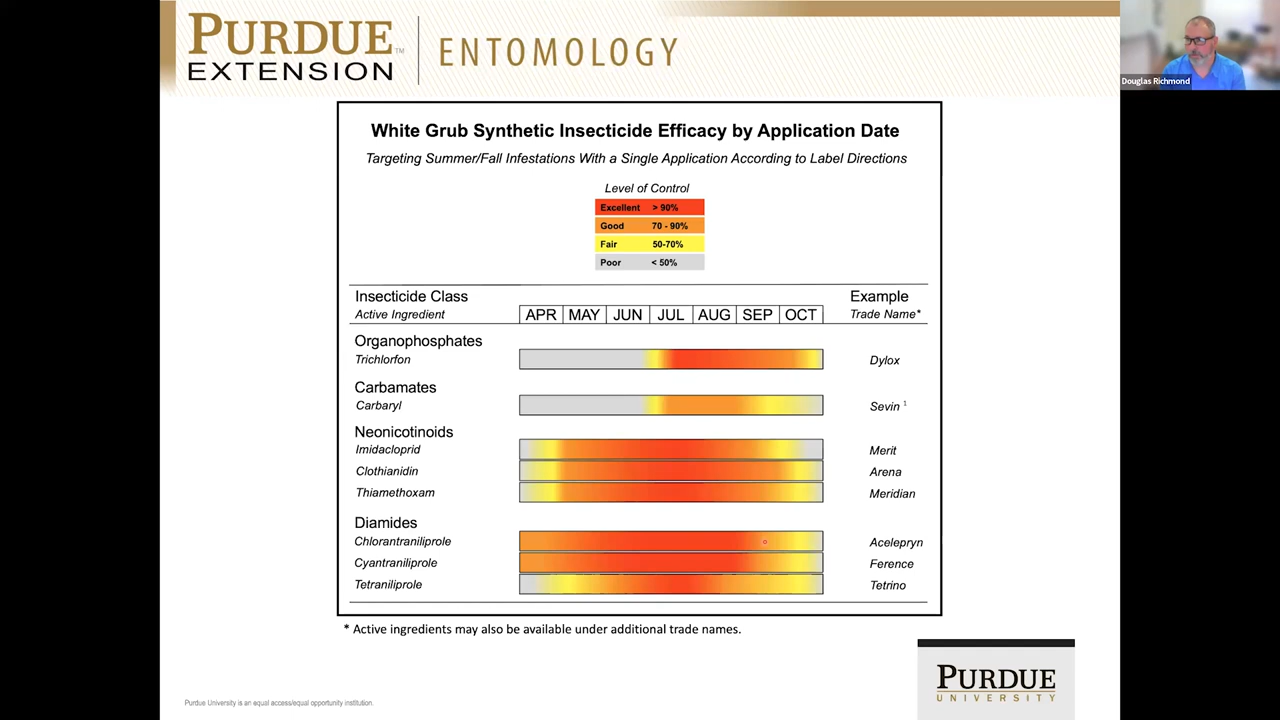 PURDUE™
EXTENSION
ENTOMOLOGY
Douglas Richmond
White Grub Synthetic Insecticide Efficacy by Application Date
Targeting Summer/Fall Infestations With a Single Application According to Label Directions
Level of Control
Excellent > 90%
Good 70 - 90%
Fair 50-70%
Poor < 50%
Insecticide Class Example
Active Ingredient APR MAY JUN JUL AUG SEP OCT Trade Name*
Organophosphates
Trichlorfon Dylox
Carbamates
Carbaryl Sevin 1
Neonicotinoids
Imidacloprid Merit
Clothianidin Arena
Thiamethoxam Meridian
Diamides
Chlorantraniliprole Acelepryn
Cyantraniliprole Ference
Tetraniliprole Tetrino
* Active ingredients may also be available under additional trade names.
PURDUE
UNIVERSITY
Purdue University is an equal access/equal opportunity institution.